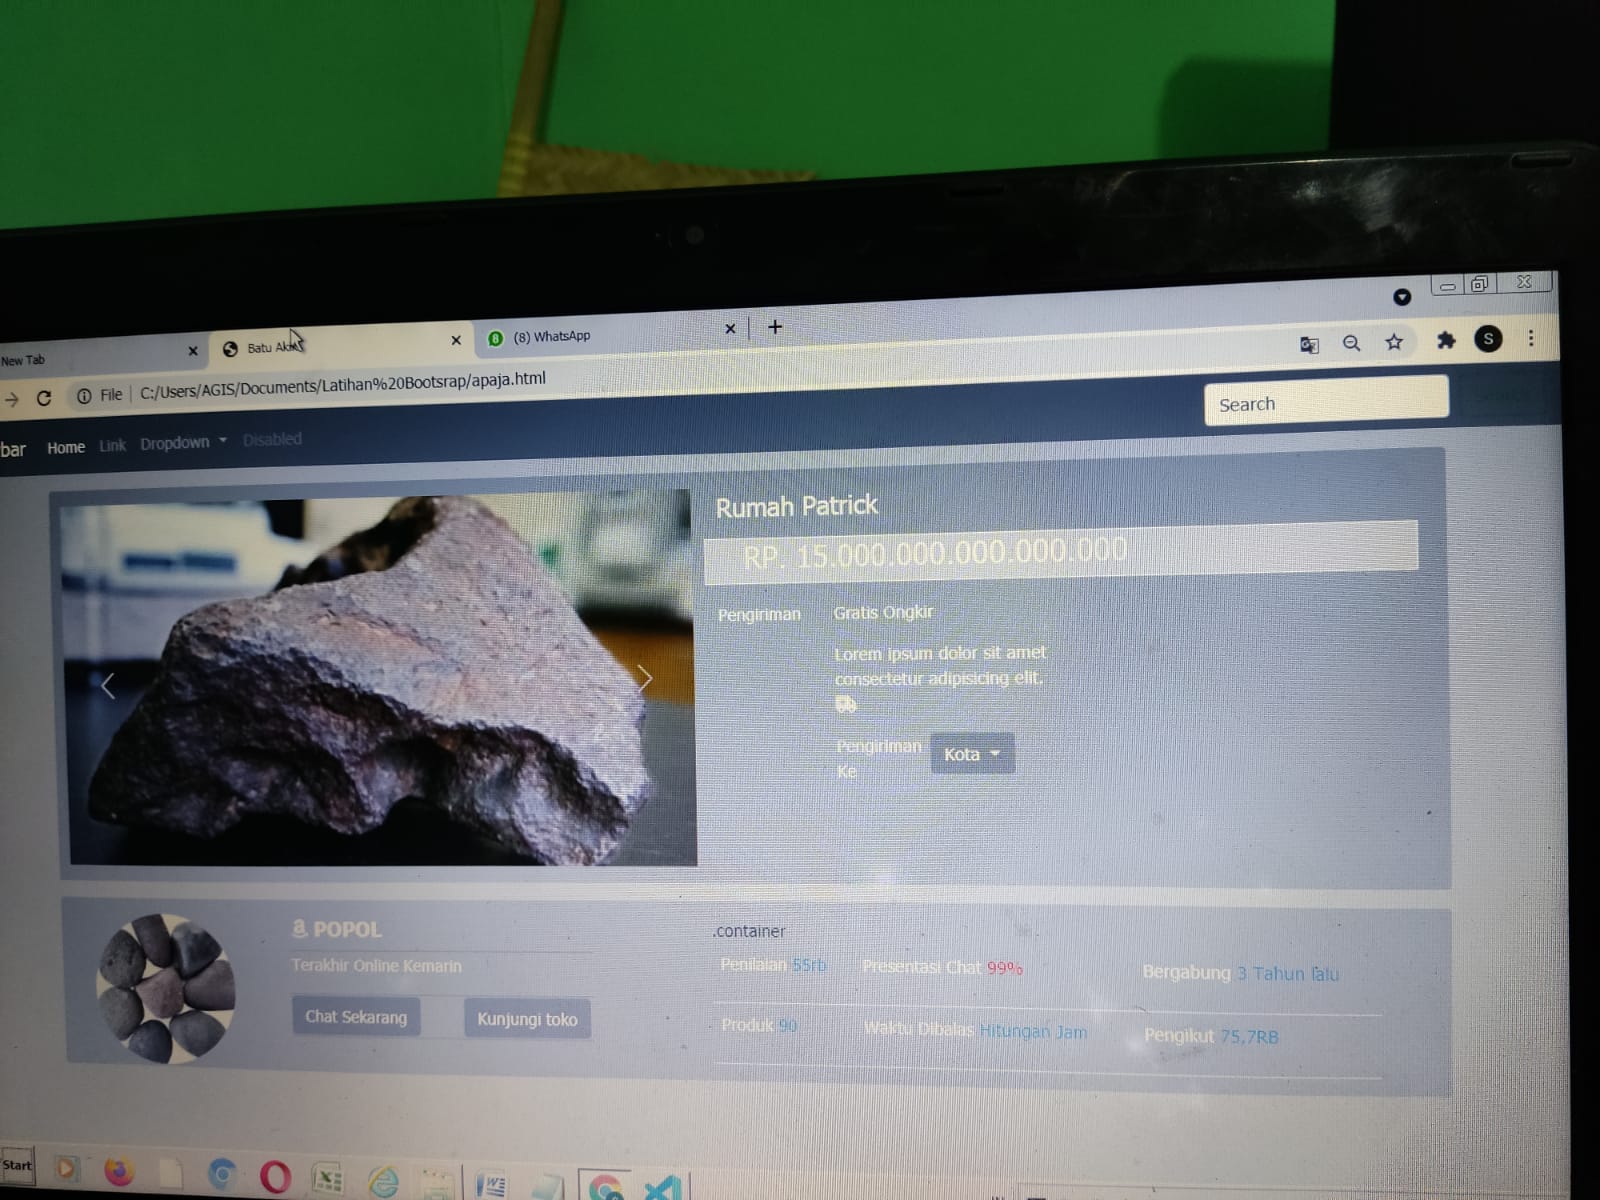 New Tab
Batu Akik
(8) WhatsApp
File
C:/Users/AGIS/Documents/Latihan%20Bootsrap/apaja.html
S
bar
Home
Link
Dropdown
Disabled
Search
Rumah Patrick
RP. 15.000.000.000.000.000
Pengiriman
Gratis Ongkir
Lorem ipsum dolor sit amet
consectetur adipisicing elit.
Pengiriman
Ke
Kota
a POPOL
Terakhir Online Kemarin
Chat Sekarang
Kunjungi toko
.container
Penilaian 55rb
Presentasi Chat 99%
Bergabung 3 Tahun lalu
Produk 90
Waktu Dibalas Hitungan Jam
Pengikut 75,7RB
Start